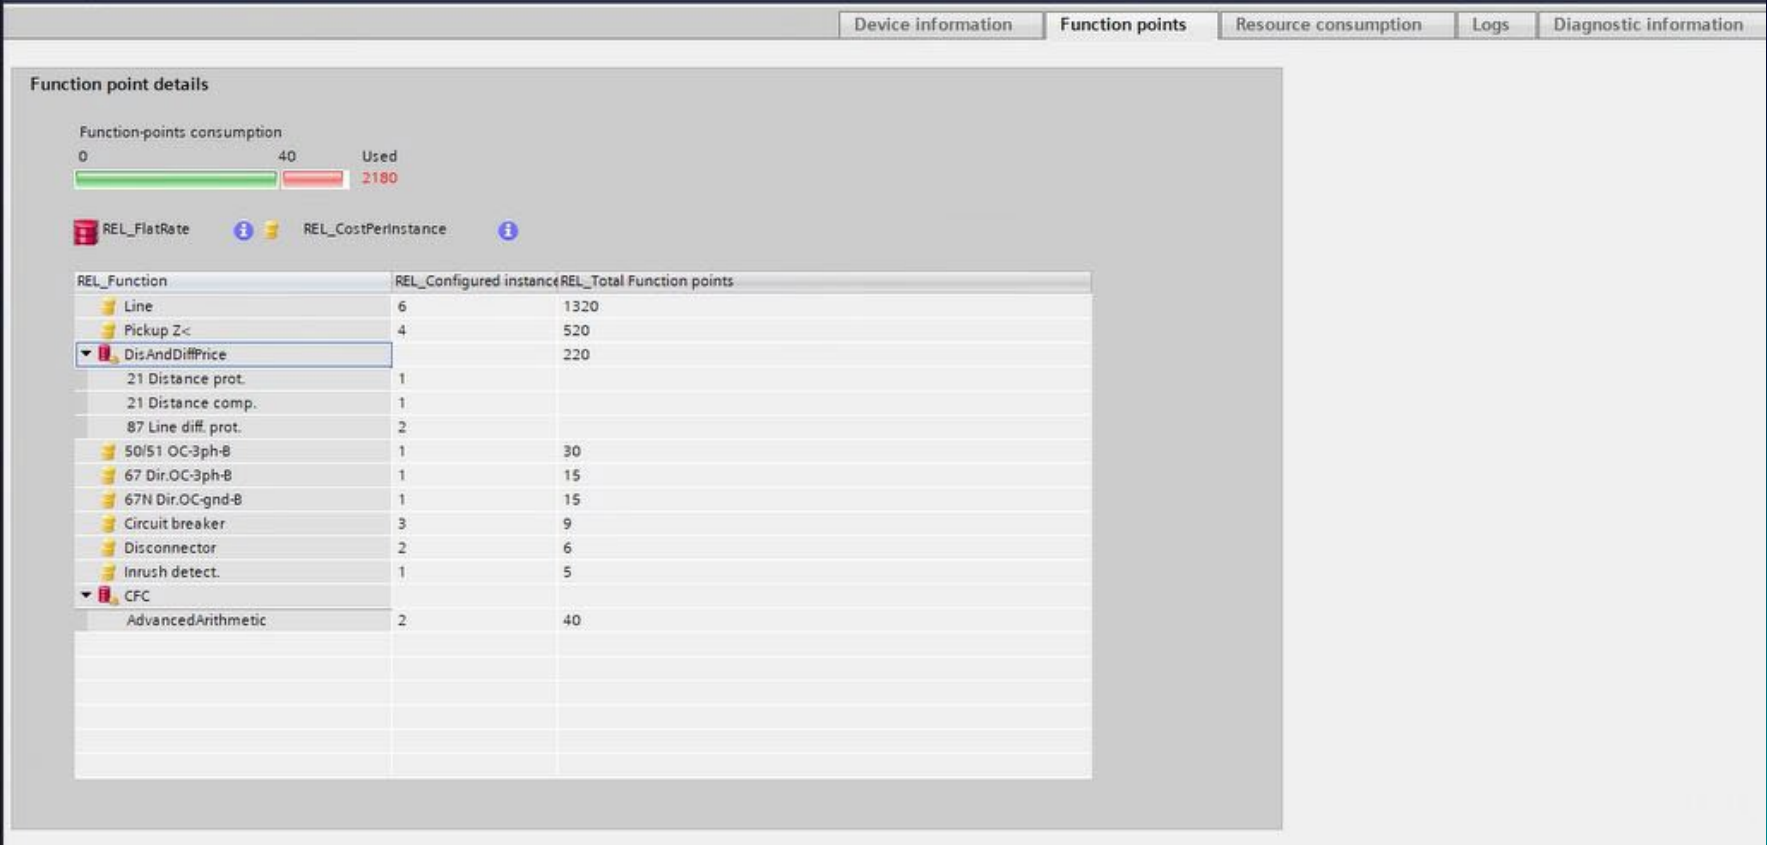 Device information Function points Resource consumption Logs Diagnostic information
Function point details
Function-points consumption
0 40 Used
2180
REL_FlatRate REL_CostPerInstance
REL_Function REL_Configured instance REL_Total Function points
Line 6 1320
Pickup Z< 4 520
DisAndDiffPrice 220
21 Distance prot. 1
21 Distance comp. 1
87 Line diff. prot. 2
50/51 OC-3ph-B 1 30
67 Dir.OC-3ph-B 1 15
67N Dir.OC-gnd-B 1 15
Circuit breaker 3 9
Disconnector 2 6
Inrush detect. 1 5
CFC
AdvancedArithmetic 2 40